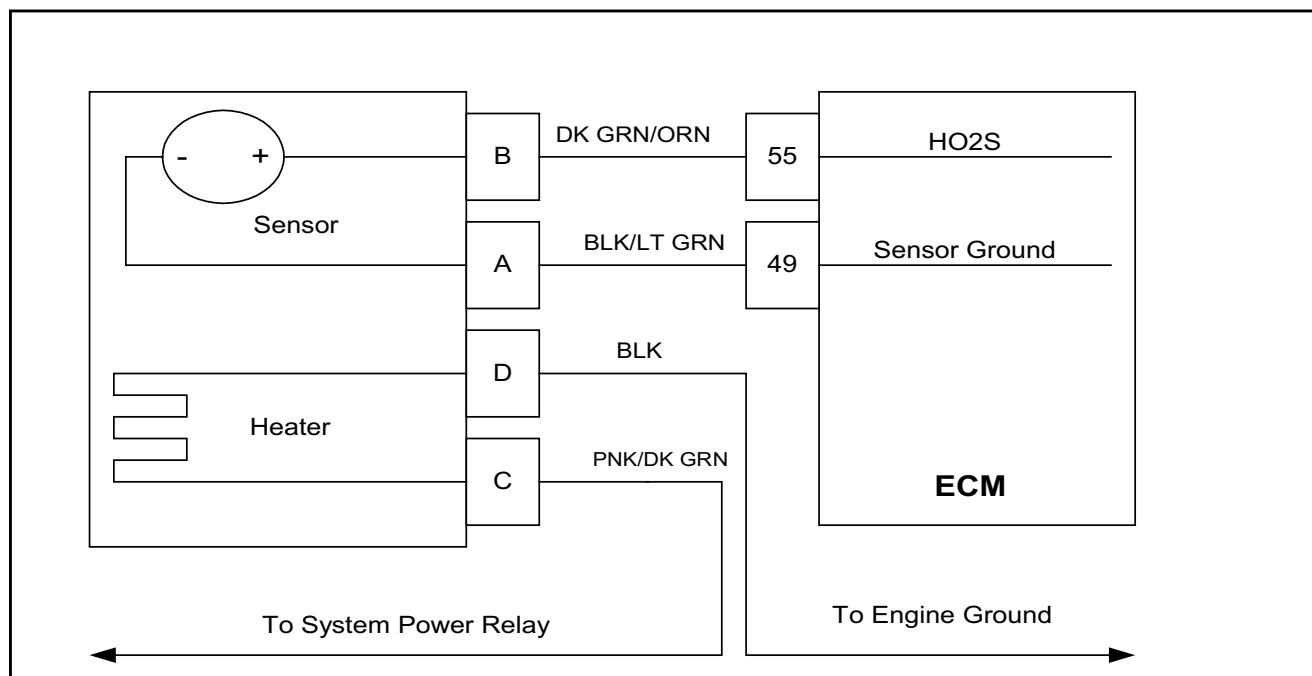 DK GRN/ORN
B
55
HO2S
- +
Sensor
BLK/LT GRN
A
49
Sensor Ground
BLK
D
Heater
PNK/DK GRN
C
ECM
To System Power Relay
To Engine Ground